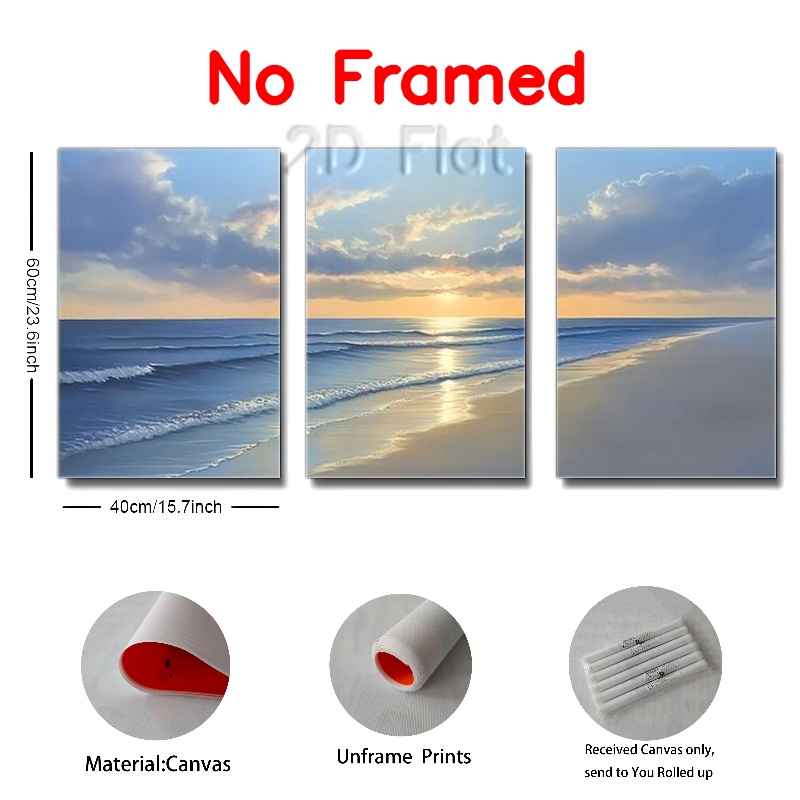 No Framed
2D Flat
60cm/23.6inch
40cm/15.7inch
Material:Canvas
Unframe Prints
Received Canvas only,
send to You Rolled up